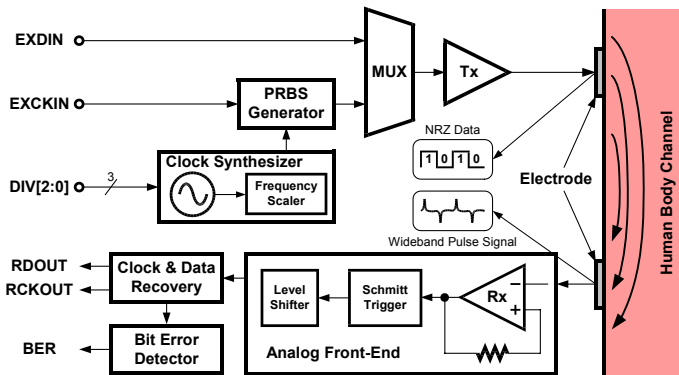 EXDIN
EXCKIN
DIV[2:0]
3
PRBS
Generator
Clock Synthesizer
Frequency
Scaler
MUX
Tx
NRZ Data
1 0 1 0
Electrode
Wideband Pulse Signal
Human Body Channel
RDOUT
RCKOUT
BER
Clock & Data
Recovery
Bit Error
Detector
Level
Shifter
Schmitt
Trigger
Rx
−
+
Analog Front-End